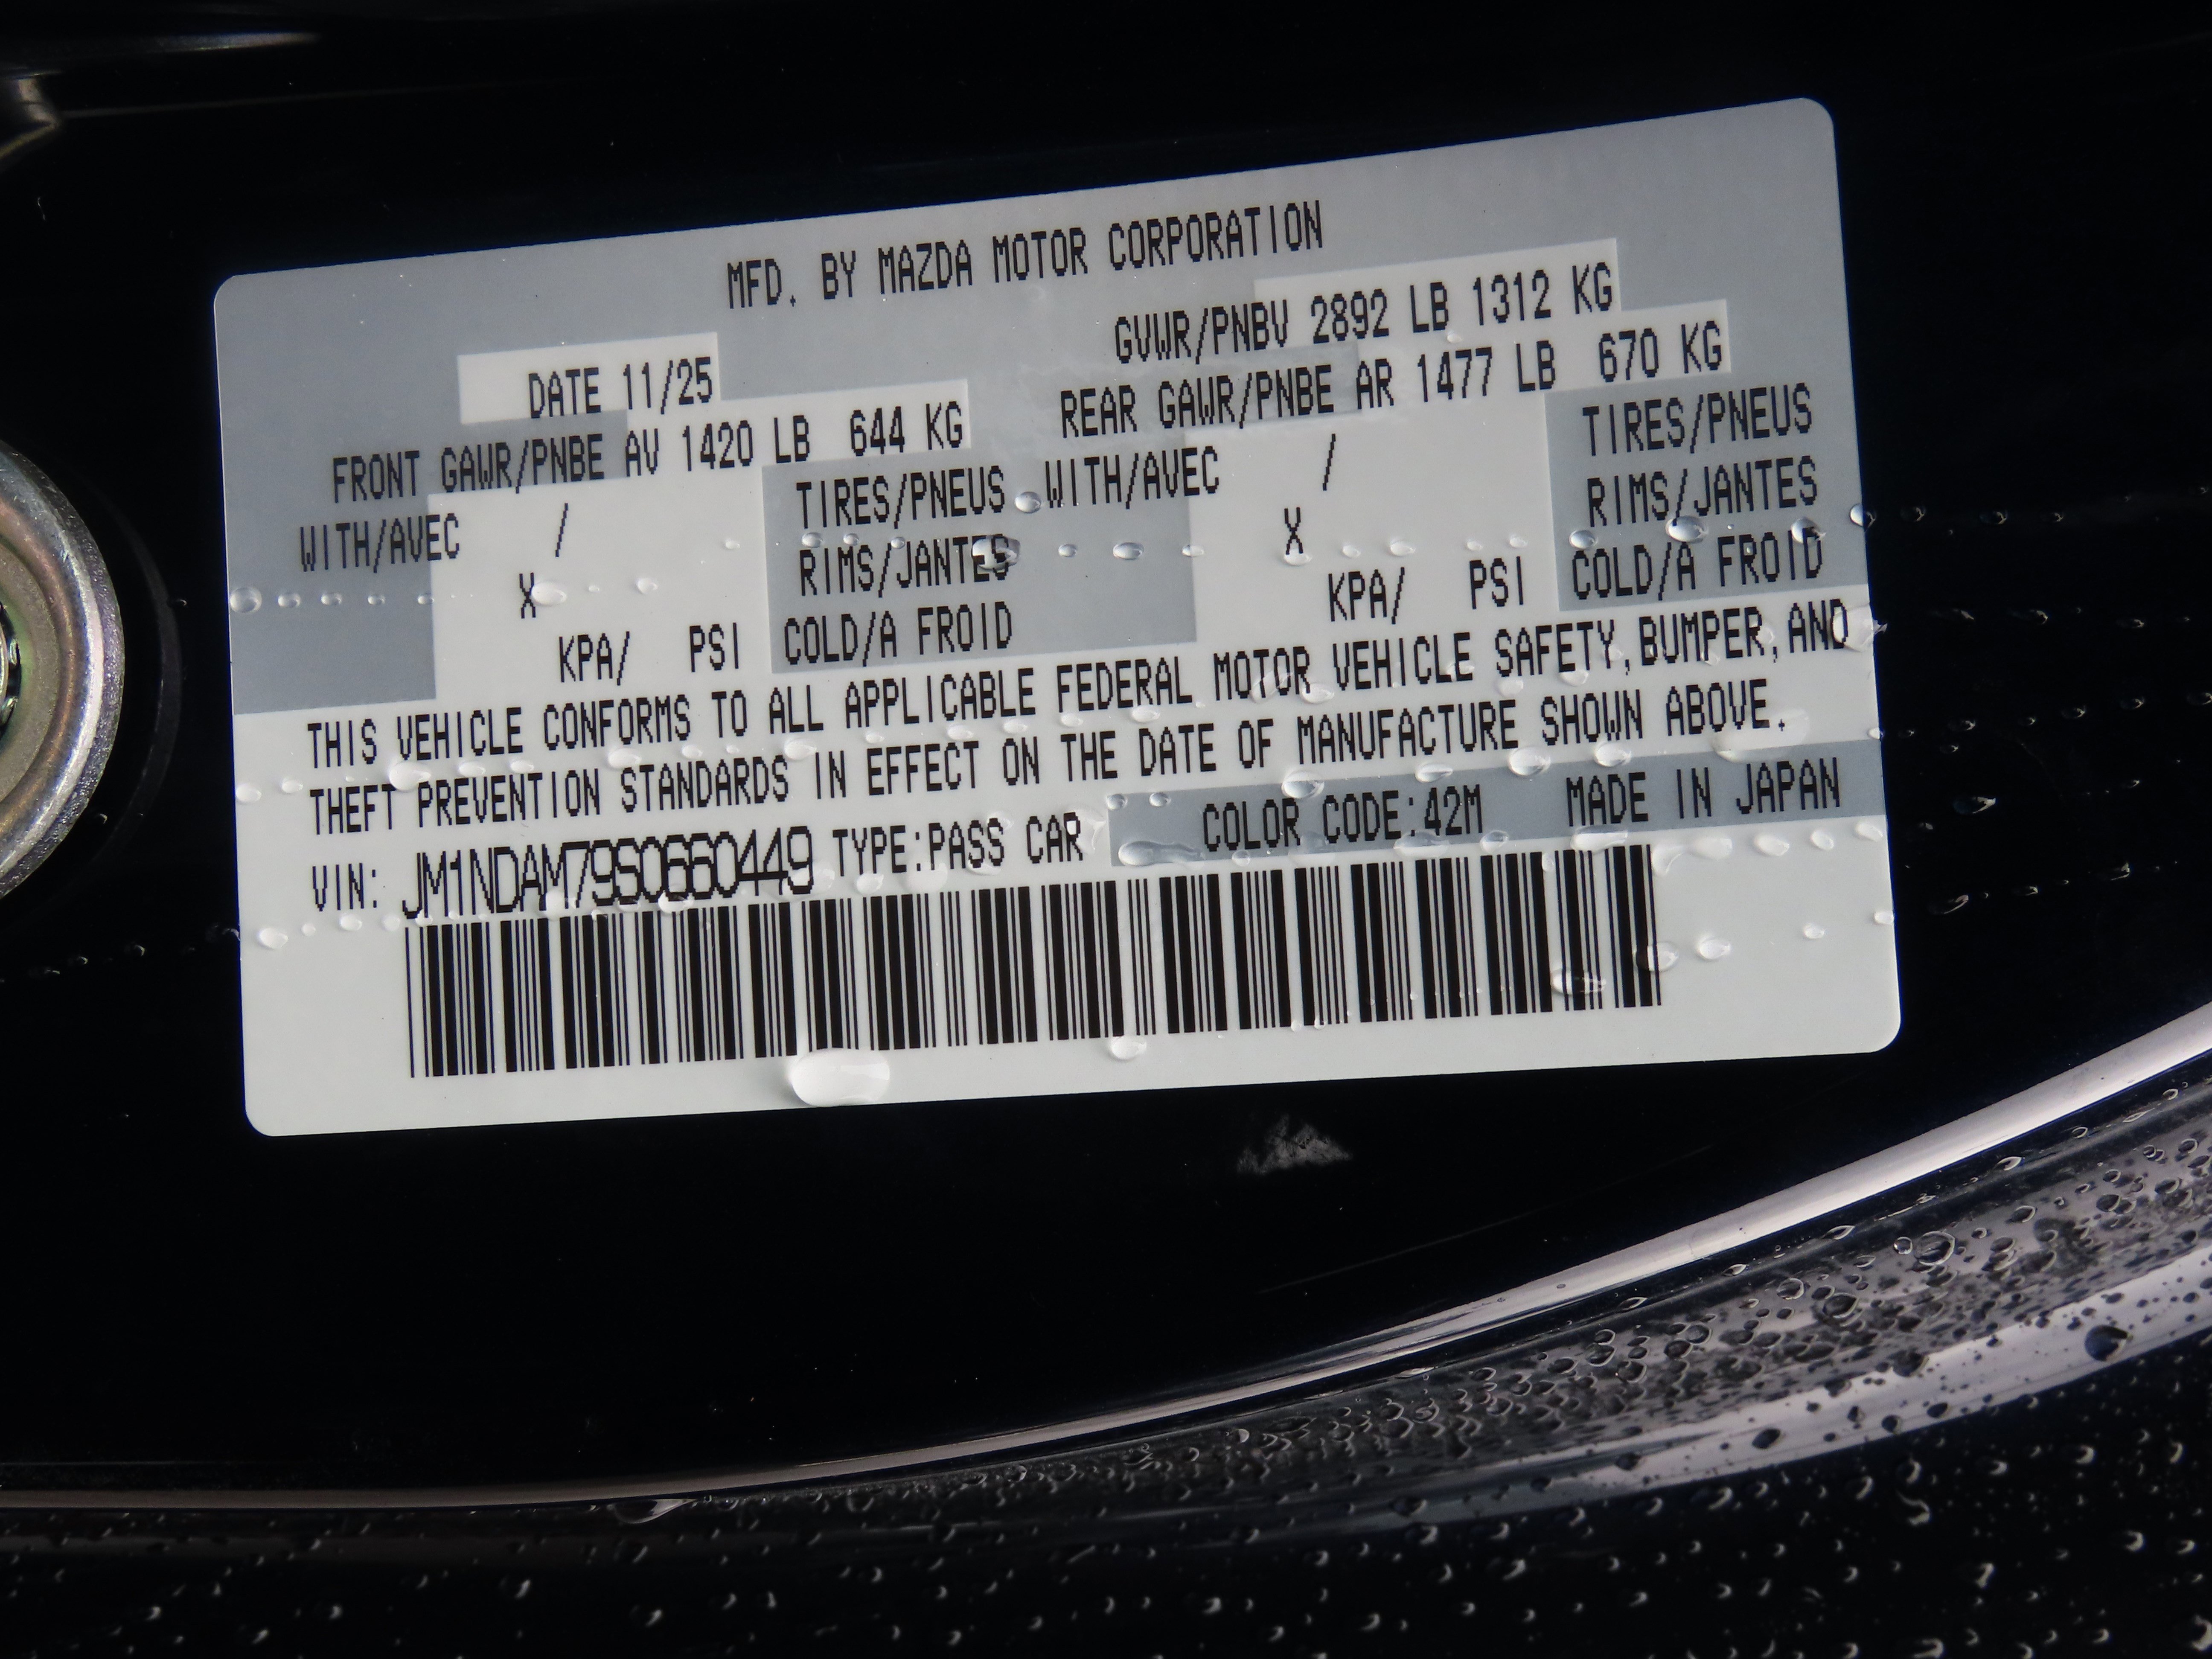 MFD. BY MAZDA MOTOR CORPORATION
DATE 11/25 GVWR/PNBV 2892 LB 1312 KG
FRONT GAWR/PNBE AV 1420 LB 644 KG REAR GAWR/PNBE AR 1477 LB 670 KG
WITH/AVEC / TIRES/PNEUS WITH/AVEC / TIRES/PNEUS
X RIMS/JANTES X RIMS/JANTES
KPA/ PSI COLD/A FROID KPA/ PSI COLD/A FROID
THIS VEHICLE CONFORMS TO ALL APPLICABLE FEDERAL MOTOR VEHICLE SAFETY, BUMPER, AND
THEFT PREVENTION STANDARDS IN EFFECT ON THE DATE OF MANUFACTURE SHOWN ABOVE.
VIN: JM1NDAM79S0660449 TYPE:PASS CAR COLOR CODE:42M MADE IN JAPAN